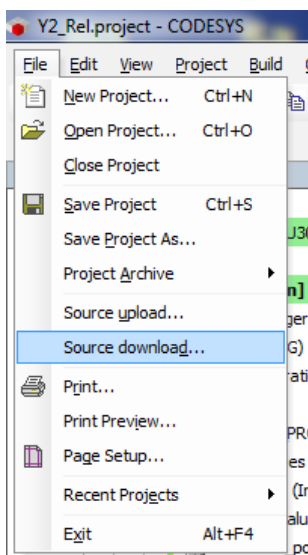 Y2_Rel.project - CODESYS
File Edit View Project Build
New Project... Ctrl+N
Open Project... Ctrl+O
Close Project
Save Project Ctrl+S
Save Project As...
Project Archive
Source upload...
Source download...
Print...
Print Preview...
Page Setup...
Recent Projects
Exit Alt+F4